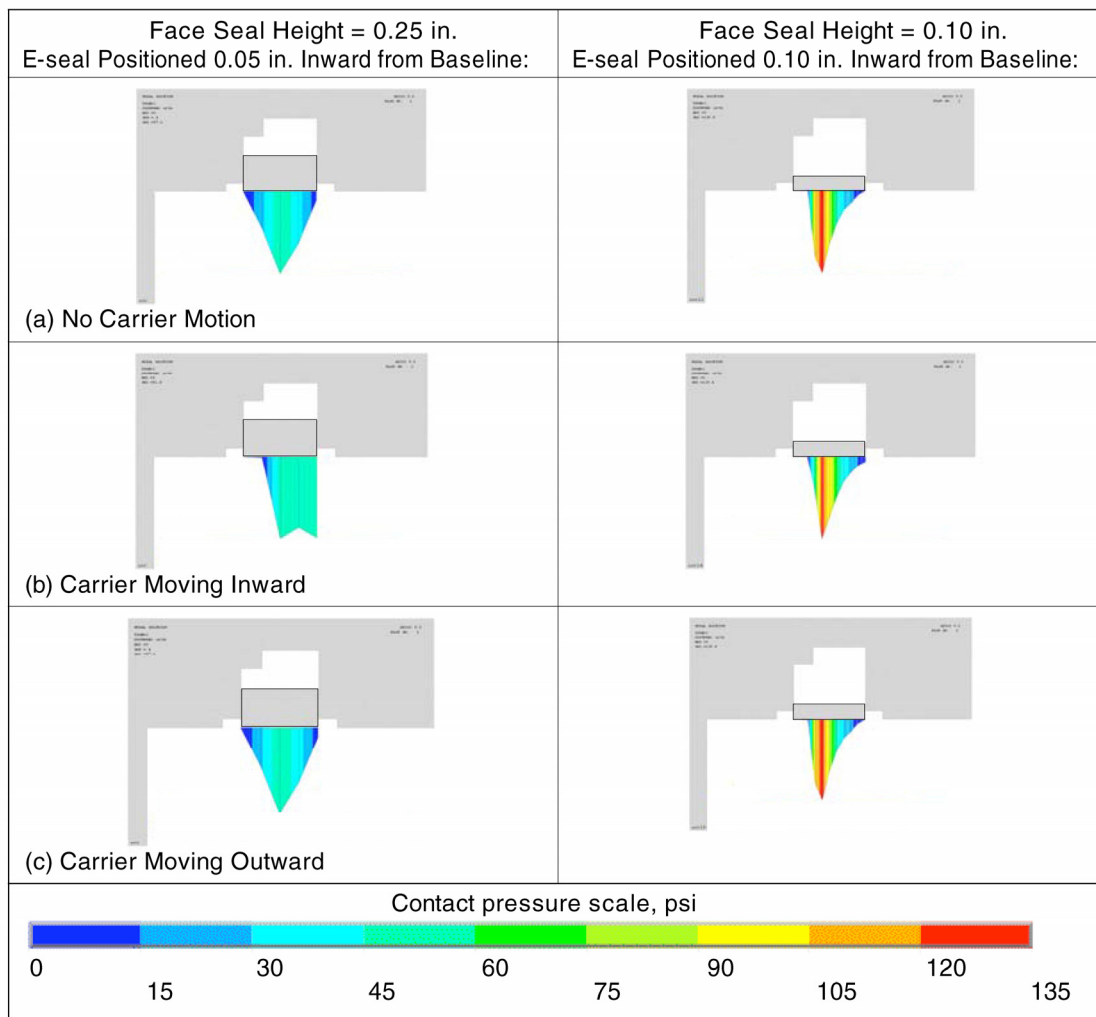 Face Seal Height = 0.25 in.
E-seal Positioned 0.05 in. Inward from Baseline:
Face Seal Height = 0.10 in.
E-seal Positioned 0.10 in. Inward from Baseline:
(a) No Carrier Motion
(b) Carrier Moving Inward
(c) Carrier Moving Outward
Contact pressure scale, psi
0 30 60 90 120
15 45 75 105 135